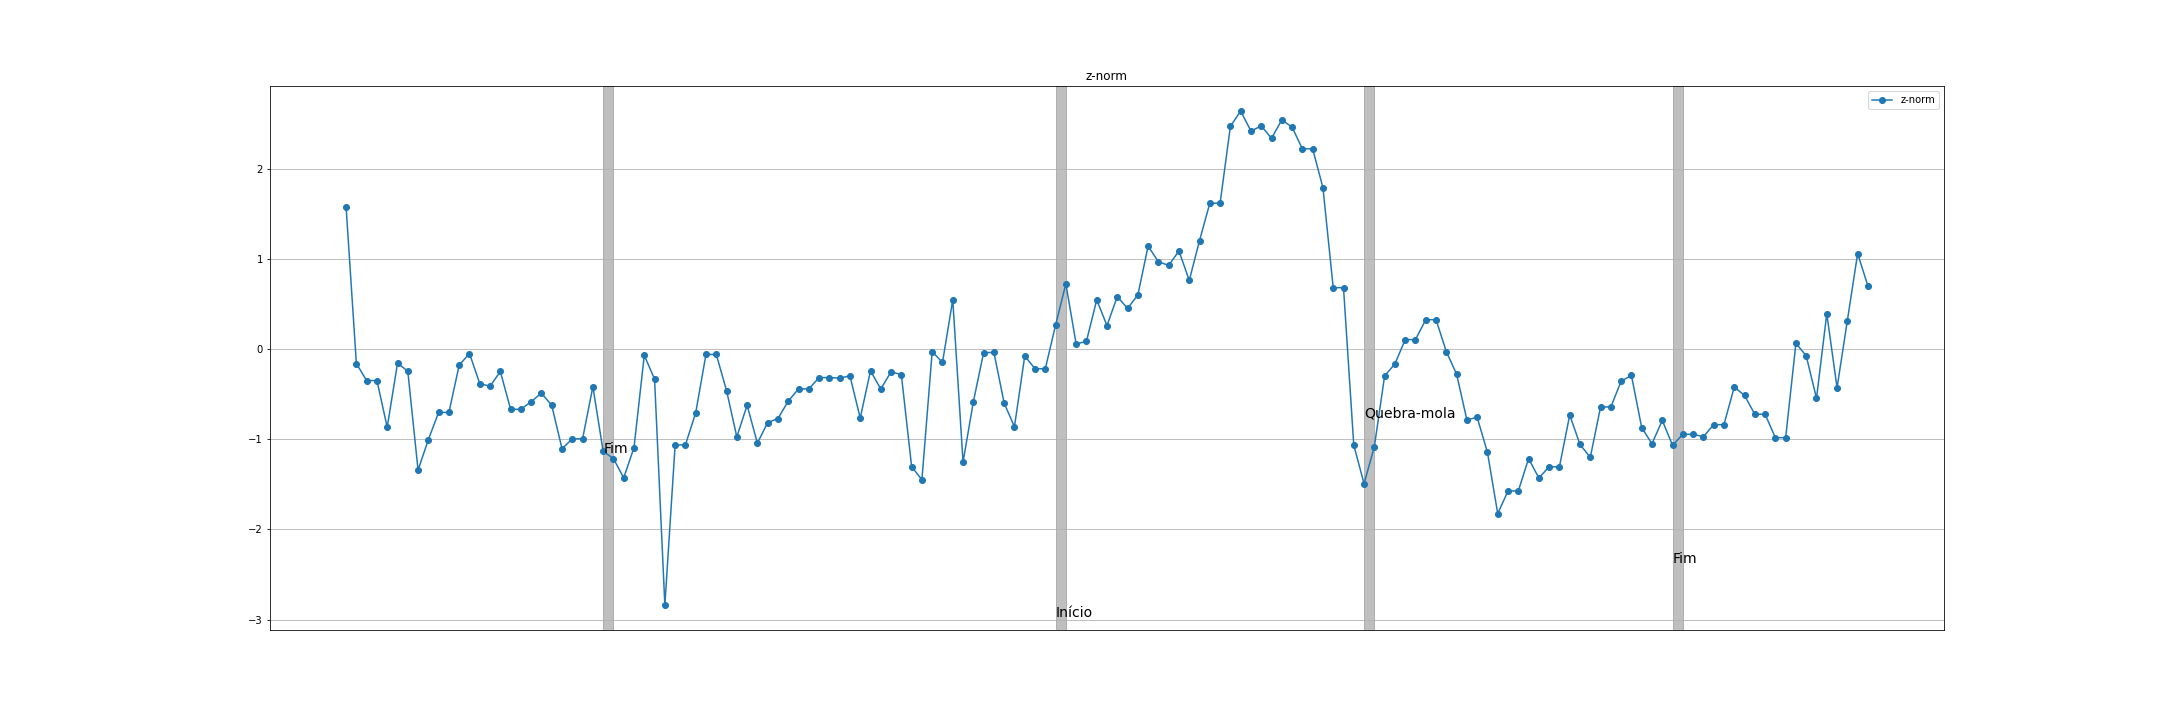 z-norm
z-norm
2
1
0
−1
−2
−3
Quebra-mola
Fim
Fim
Início